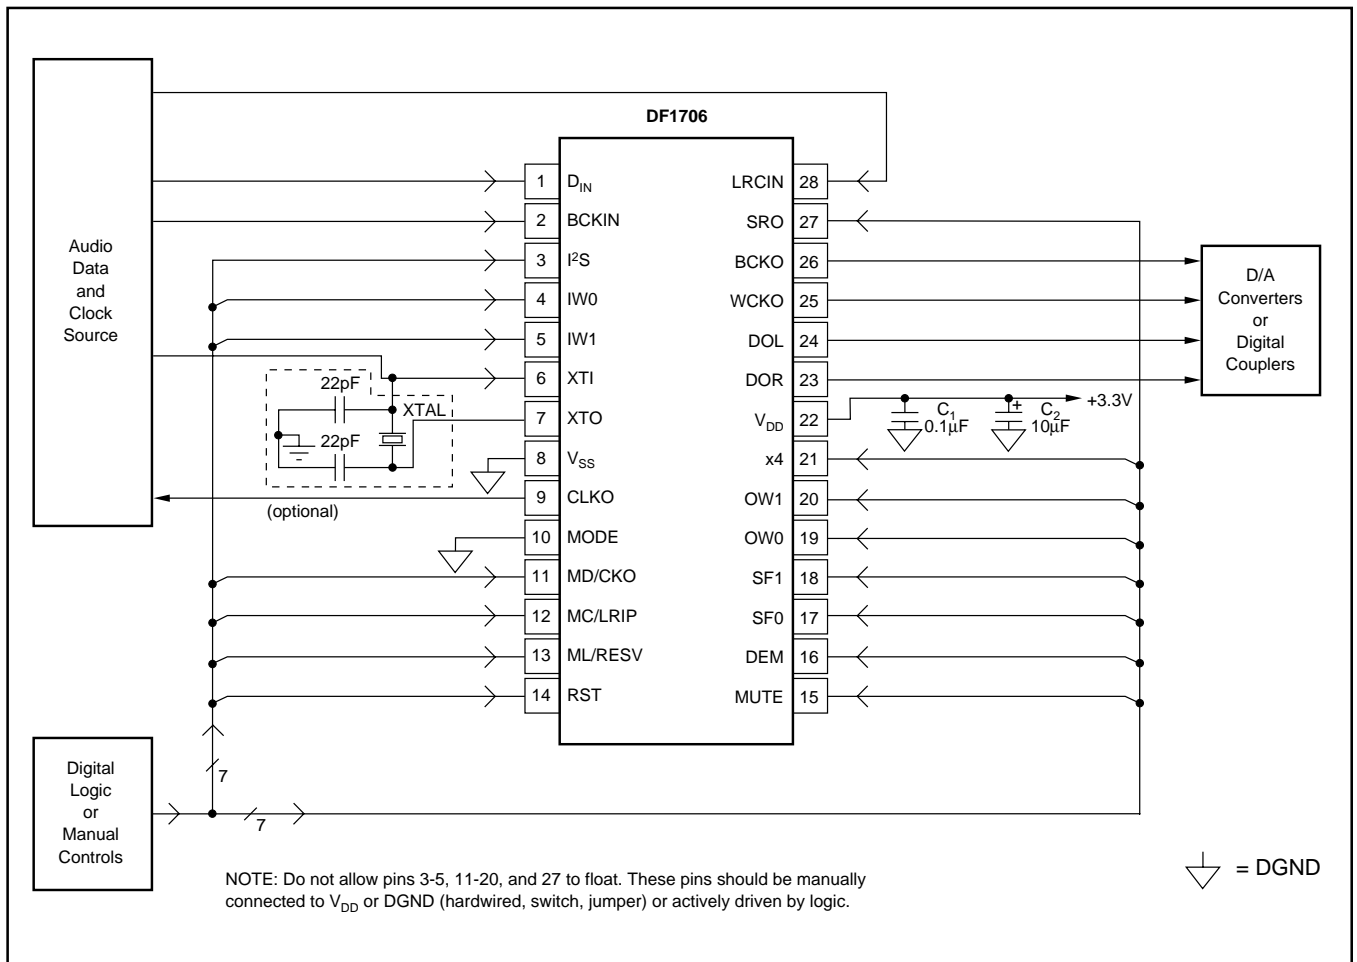 DF1706
Audio
Data
and
Clock
Source
1 D_IN
2 BCKIN
3 I²S
4 IW0
5 IW1
6 XTI
7 XTO
8 V_SS
9 CLKO
10 MODE
11 MD/CKO
12 MC/LRIP
13 ML/RESV
14 RST
LRCIN 28
SRO 27
BCKO 26
WCKO 25
DOL 24
DOR 23
V_DD 22
x4 21
OW1 20
OW0 19
SF1 18
SF0 17
DEM 16
MUTE 15
22pF
XTAL
22pF
(optional)
D/A
Converters
or
Digital
Couplers
+3.3V
C₁
0.1µF
+
C₂
10µF
Digital
Logic
or
Manual
Controls
7
7
= DGND
NOTE: Do not allow pins 3-5, 11-20, and 27 to float. These pins should be manually
connected to V_DD or DGND (hardwired, switch, jumper) or actively driven by logic.